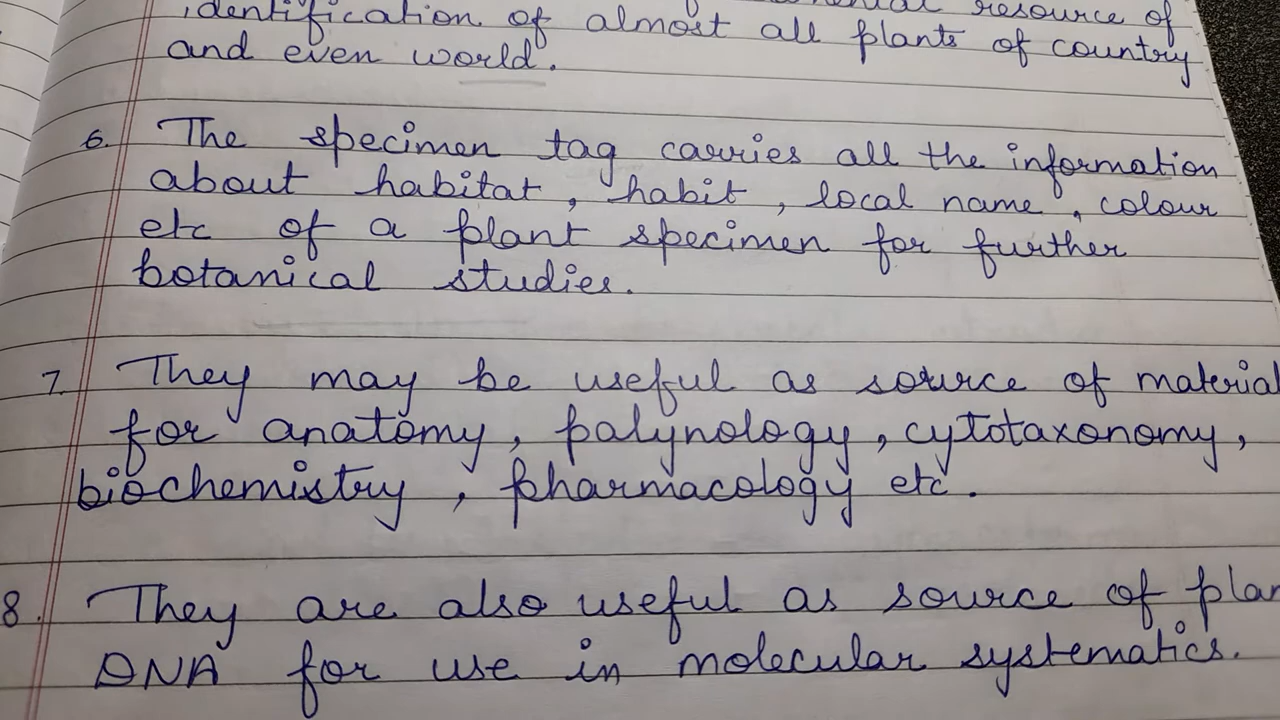 resource of
identification of almost all plants of country
and even world.
6. The specimen tag carries all the information
about habitat, habit, local name, colour
etc of a plant specimen for further
botanical studies.
7. They may be useful as source of material
for anatomy, palynology, cytotaxonomy,
biochemistry, pharmacology etc.
8. They are also useful as source of plan
DNA for use in molecular systematics.